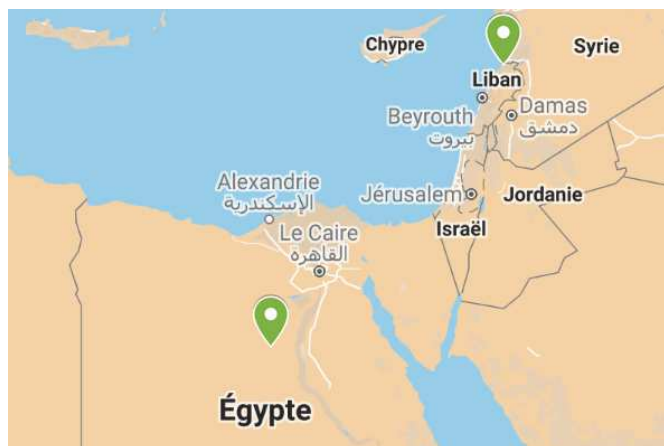 Chypre
Syrie
Liban
Beyrouth
بيروت
Damas
دمشق
Alexandrie
الإسكندرية
Jérusalem
Jordanie
Israël
Le Caire
القاهرة
Égypte